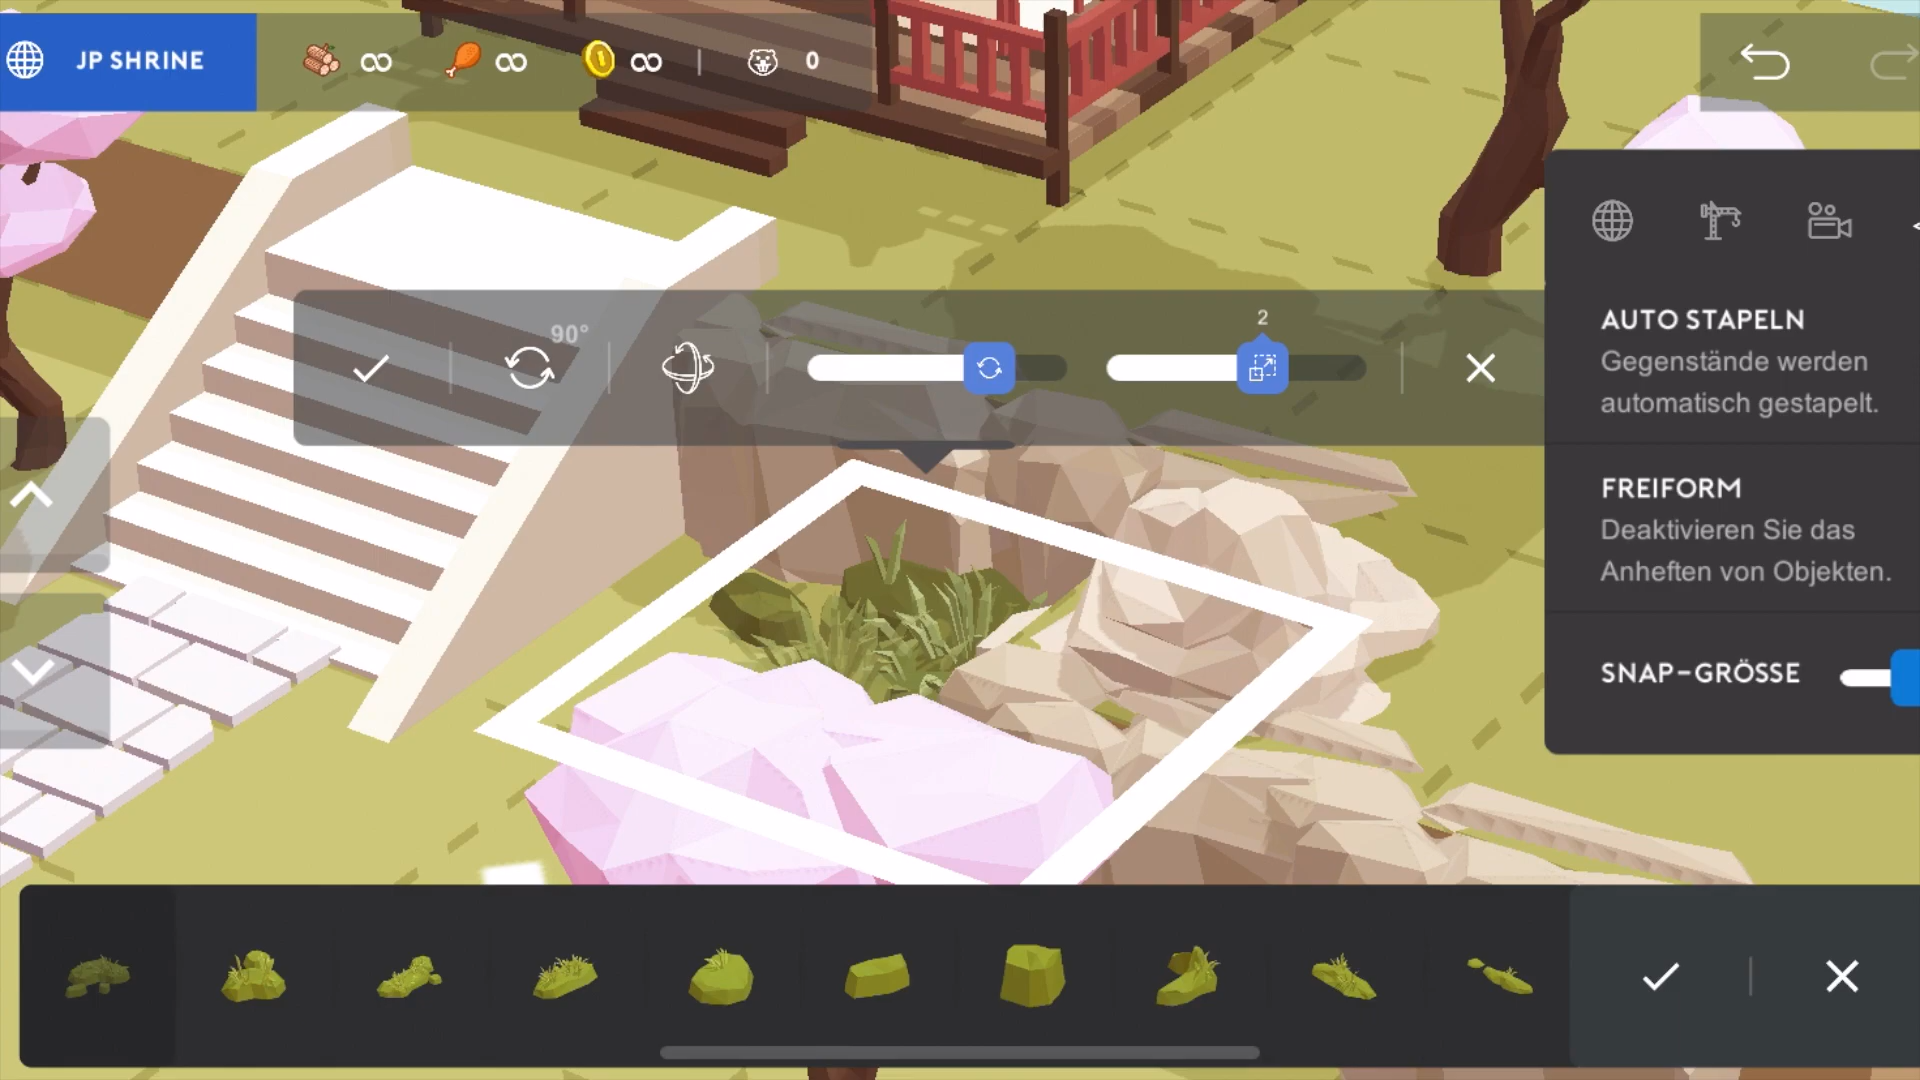 JP SHRINE
∞
∞
∞
0
90°
2
AUTO STAPELN
Gegenstände werden
automatisch gestapelt.
FREIFORM
Deaktivieren Sie das
Anheften von Objekten.
SNAP-GRÖSSE